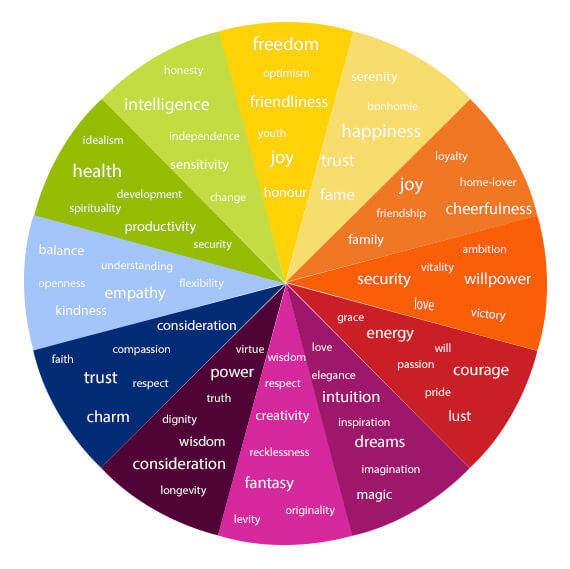 freedom
optimism
friendliness
youth
joy
honour
serenity
bonhomie
happiness
trust
fame
loyalty
joy
home-lover
friendship
cheerfulness
family
ambition
vitality
security
willpower
love
victory
grace
energy
will
passion
courage
pride
lust
love
elegance
intuition
inspiration
dreams
imagination
magic
wisdom
respect
creativity
recklessness
fantasy
originality
levity
virtue
power
truth
dignity
wisdom
consideration
longevity
consideration
compassion
faith
trust
respect
charm
balance
understanding
openness
flexibility
empathy
kindness
idealism
health
development
spirituality
productivity
security
honesty
intelligence
independence
sensitivity
change